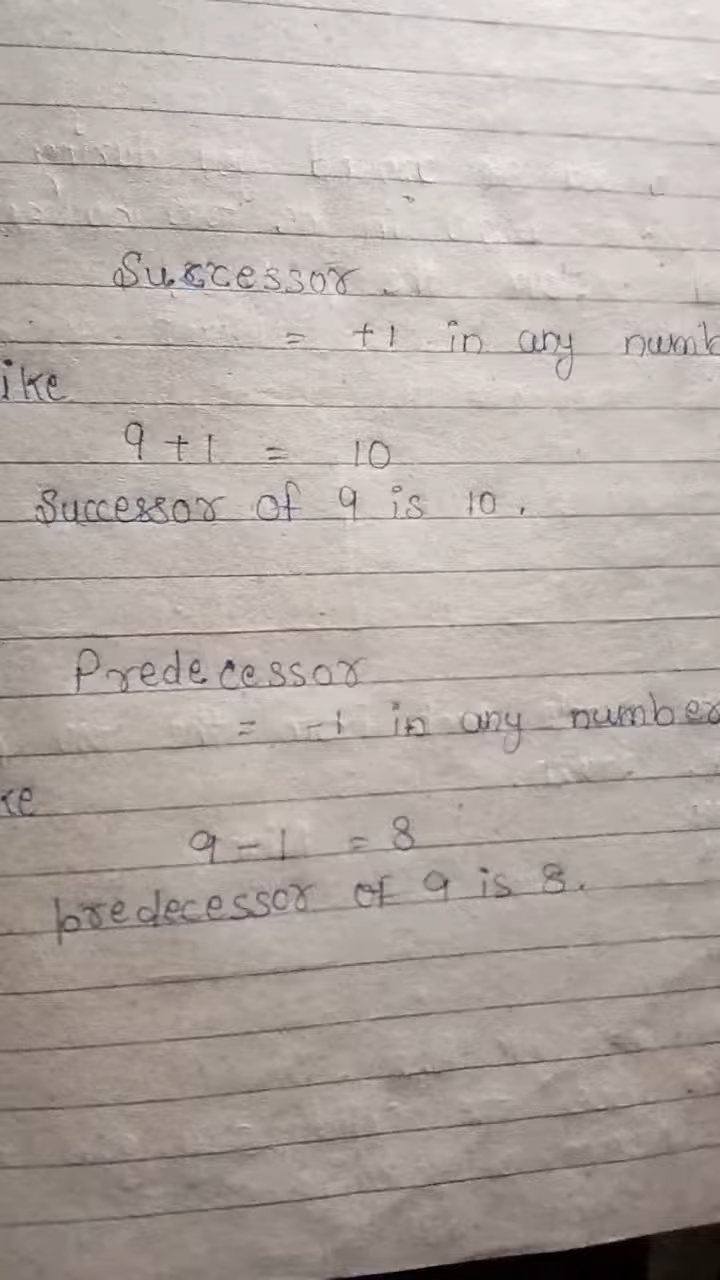 Successor
= +1 in any numb
ike
9 + 1 = 10
Successor of 9 is 10.
Predecessor
= -1 in any number
ke
9 - 1 = 8
predecessor of 9 is 8.